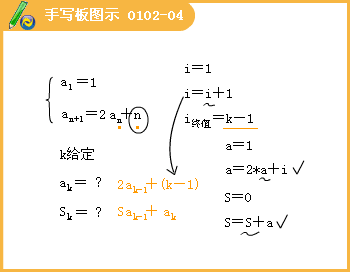 手写板图示 0102-04
a₁=1
aₙ₊₁=2aₙ+n
k给定
aₖ=? 2aₖ₋₁+(k-1)
Sₖ=? Saₖ₋₁+aₖ
i=1
i=i+1
i终值=k-1
a=1
a=2*a+i✓
S=0
S=S+a✓